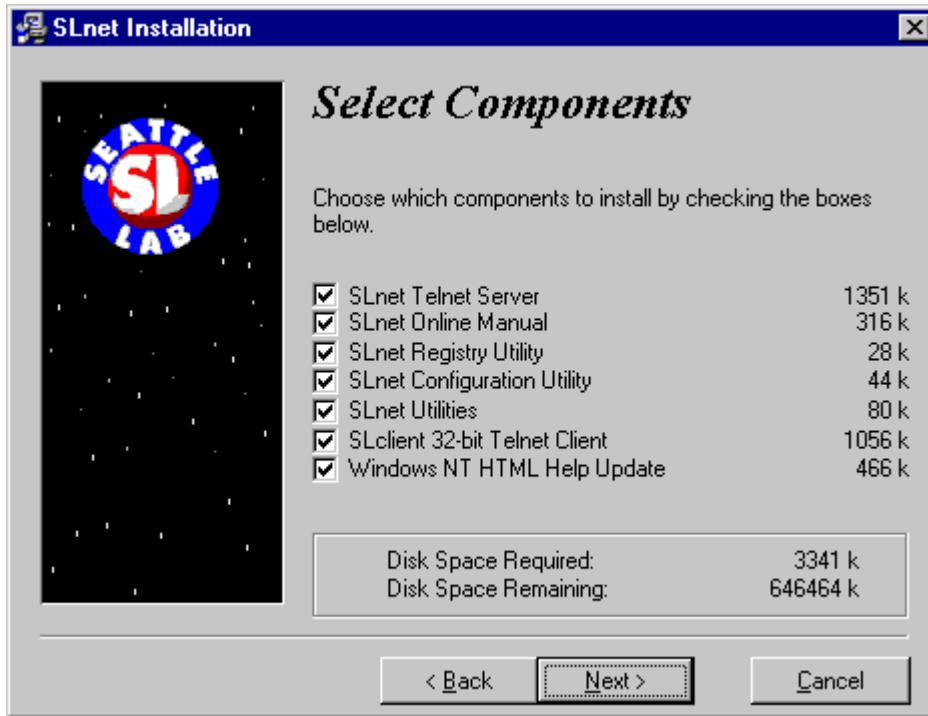 SLnet Installation
SEATTLE
SL
LAB
Select Components
Choose which components to install by checking the boxes
below.
SLnet Telnet Server 1351 k
SLnet Online Manual 316 k
SLnet Registry Utility 28 k
SLnet Configuration Utility 44 k
SLnet Utilities 80 k
SLclient 32-bit Telnet Client 1056 k
Windows NT HTML Help Update 466 k
Disk Space Required: 3341 k
Disk Space Remaining: 646464 k
< Back Next > Cancel